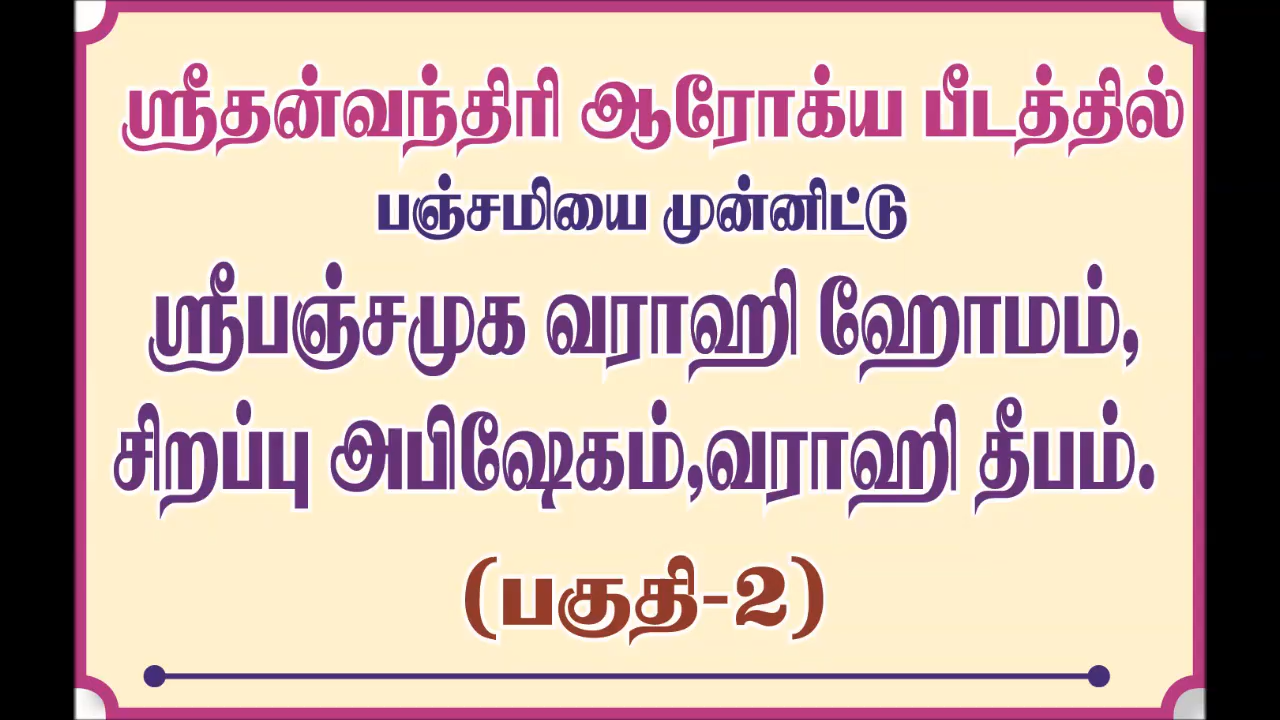 ஸ்ரீதன்வந்திரி ஆரோக்ய பீடத்தில்
பஞ்சமியை முன்னிட்டு
ஸ்ரீபஞ்சமுக வராஹி ஹோமம்,
சிறப்பு அபிஷேகம்,வராஹி தீபம்.
(பகுதி-2)